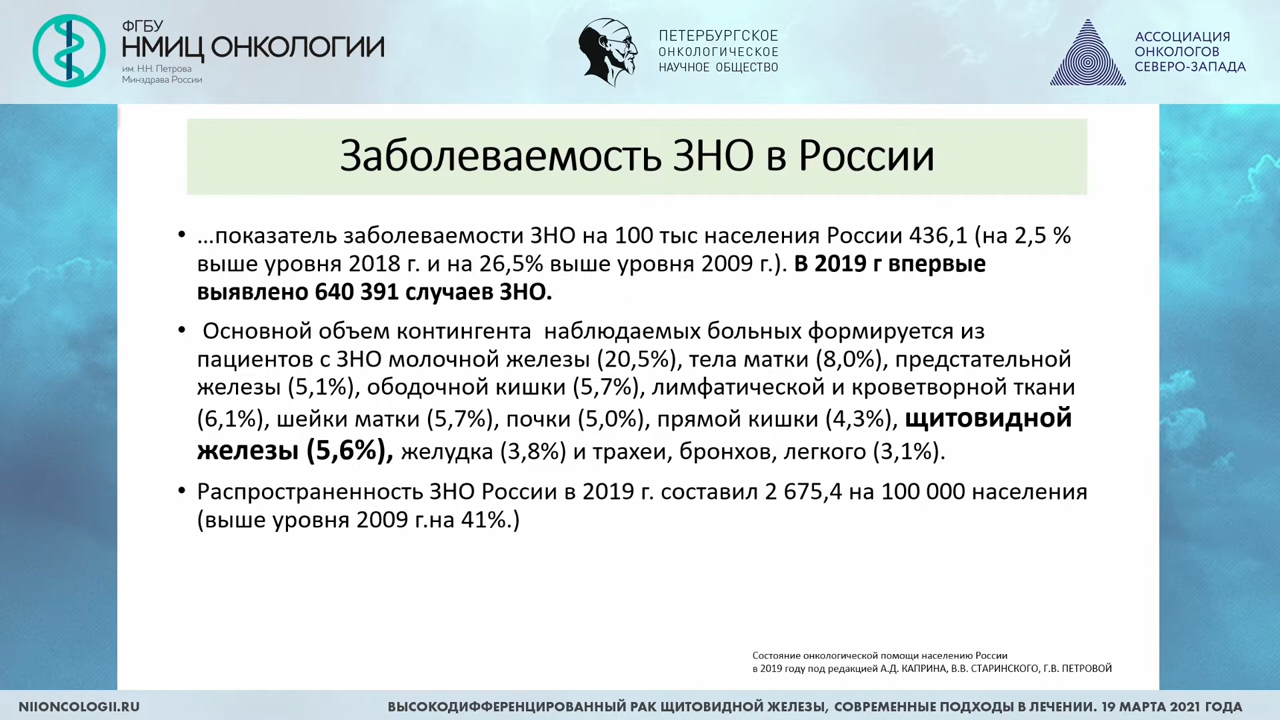 ФГБУ
НМИЦ ОНКОЛОГИИ
им. Н.Н. Петрова
Минздрава России
ПЕТЕРБУРГСКОЕ
ОНКОЛОГИЧЕСКОЕ
НАУЧНОЕ ОБЩЕСТВО
АССОЦИАЦИЯ
ОНКОЛОГОВ
СЕВЕРО-ЗАПАДА
Заболеваемость ЗНО в России
• …показатель заболеваемости ЗНО на 100 тыс населения России 436,1 (на 2,5 %
выше уровня 2018 г. и на 26,5% выше уровня 2009 г.). В 2019 г впервые
выявлено 640 391 случаев ЗНО.
• Основной объем контингента наблюдаемых больных формируется из
пациентов с ЗНО молочной железы (20,5%), тела матки (8,0%), предстательной
железы (5,1%), ободочной кишки (5,7%), лимфатической и кроветворной ткани
(6,1%), шейки матки (5,7%), почки (5,0%), прямой кишки (4,3%), щитовидной
железы (5,6%), желудка (3,8%) и трахеи, бронхов, легкого (3,1%).
• Распространенность ЗНО России в 2019 г. составил 2 675,4 на 100 000 населения
(выше уровня 2009 г.на 41%.)
Состояние онкологической помощи населению России
в 2019 году под редакцией А.Д. КАПРИНА, В.В. СТАРИНСКОГО, Г.В. ПЕТРОВОЙ
NIIONCOLOGII.RU
ВЫСОКОДИФФЕРЕНЦИРОВАННЫЙ РАК ЩИТОВИДНОЙ ЖЕЛЕЗЫ, СОВРЕМЕННЫЕ ПОДХОДЫ В ЛЕЧЕНИИ. 19 МАРТА 2021 ГОДА